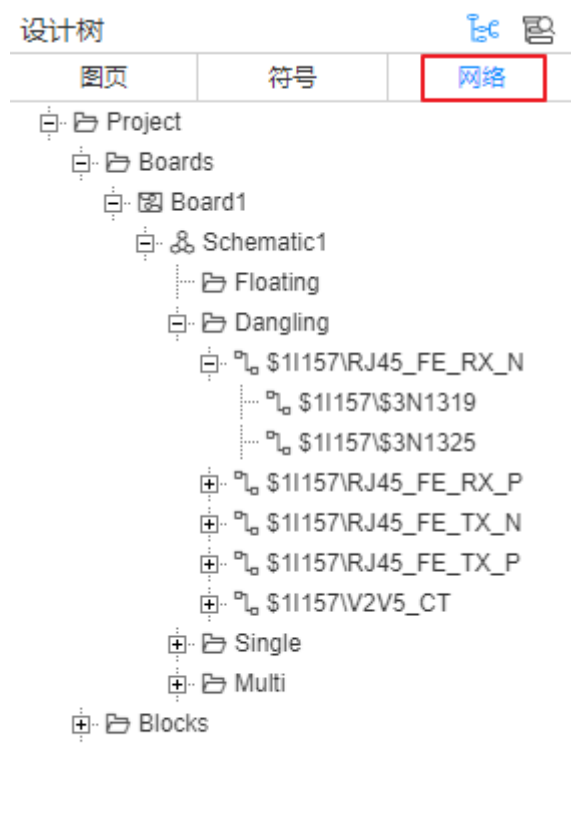 设计树
图页 符号 网络
Project
Boards
Board1
Schematic1
Floating
Dangling
$1I157\RJ45_FE_RX_N
$1I157\$3N1319
$1I157\$3N1325
$1I157\RJ45_FE_RX_P
$1I157\RJ45_FE_TX_N
$1I157\RJ45_FE_TX_P
$1I157\V2V5_CT
Single
Multi
Blocks